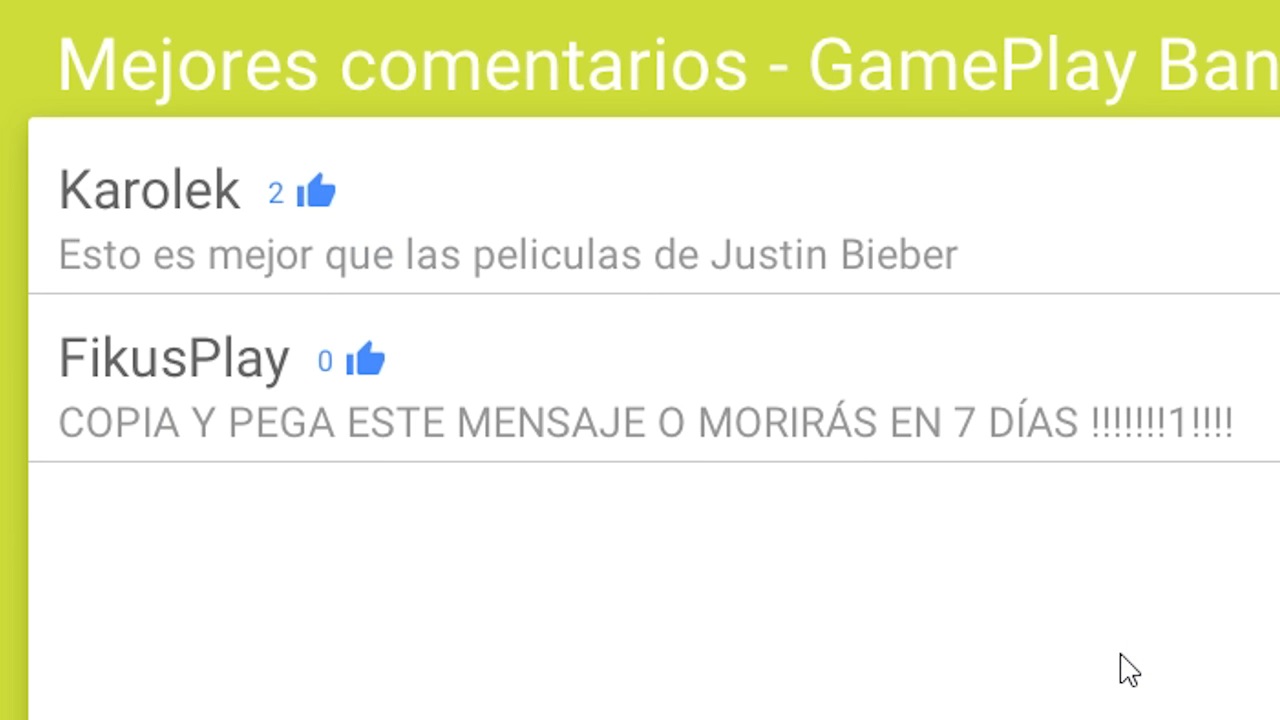 Mejores comentarios - GamePlay Ban
Karolek 2
Esto es mejor que las peliculas de Justin Bieber
FikusPlay 0
COPIA Y PEGA ESTE MENSAJE O MORIRÁS EN 7 DÍAS !!!!!!!1!!!!